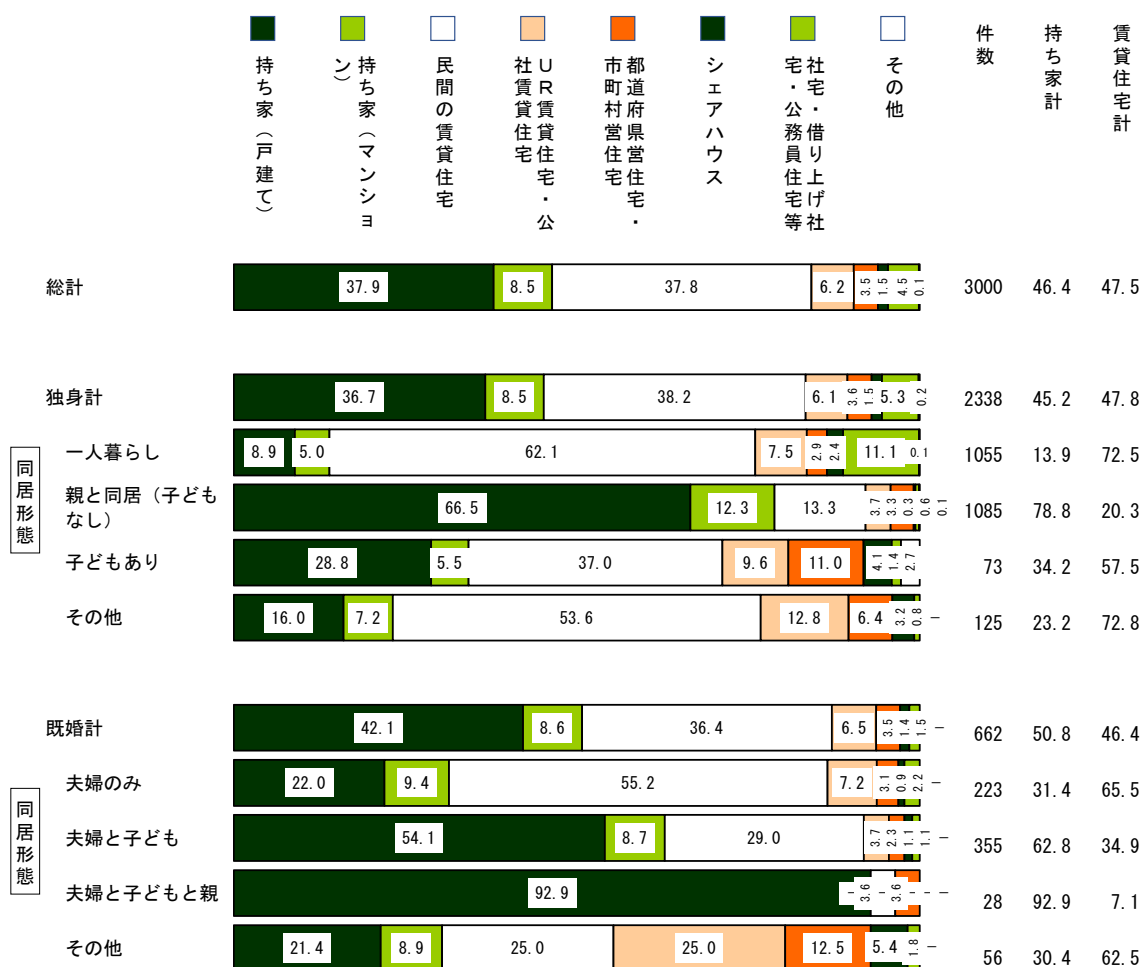 持ち家（戸建て）
持ち家（マンショ
ン）
民間の賃貸住宅
ＵＲ賃貸住宅・公
社賃貸住宅
都道府県営住宅・
市町村営住宅
シェアハウス
社宅・借り上げ社
宅・公務員住宅等
その他
件数
持ち家計
賃貸住宅計
総計 37.9 8.5 37.8 6.2 3.5 1.5 4.5 0.1 3000 46.4 47.5
独身計 36.7 8.5 38.2 6.1 3.6 1.5 5.3 0.2 2338 45.2 47.8
同居形態
一人暮らし 8.9 5.0 62.1 7.5 2.9 2.4 11.1 0.1 1055 13.9 72.5
親と同居（子ども
なし） 66.5 12.3 13.3 3.7 3.3 0.3 0.6 0.1 1085 78.8 20.3
子どもあり 28.8 5.5 37.0 9.6 11.0 4.1 1.4 2.7 73 34.2 57.5
その他 16.0 7.2 53.6 12.8 6.4 3.2 0.8 - 125 23.2 72.8
既婚計 42.1 8.6 36.4 6.5 3.5 1.4 1.5 - 662 50.8 46.4
同居形態
夫婦のみ 22.0 9.4 55.2 7.2 3.1 0.9 2.2 - 223 31.4 65.5
夫婦と子ども 54.1 8.7 29.0 3.7 2.3 1.1 1.1 - 355 62.8 34.9
夫婦と子どもと親 92.9 - 3.6 - 3.6 - - - 28 92.9 7.1
その他 21.4 8.9 25.0 25.0 12.5 5.4 1.8 - 56 30.4 62.5